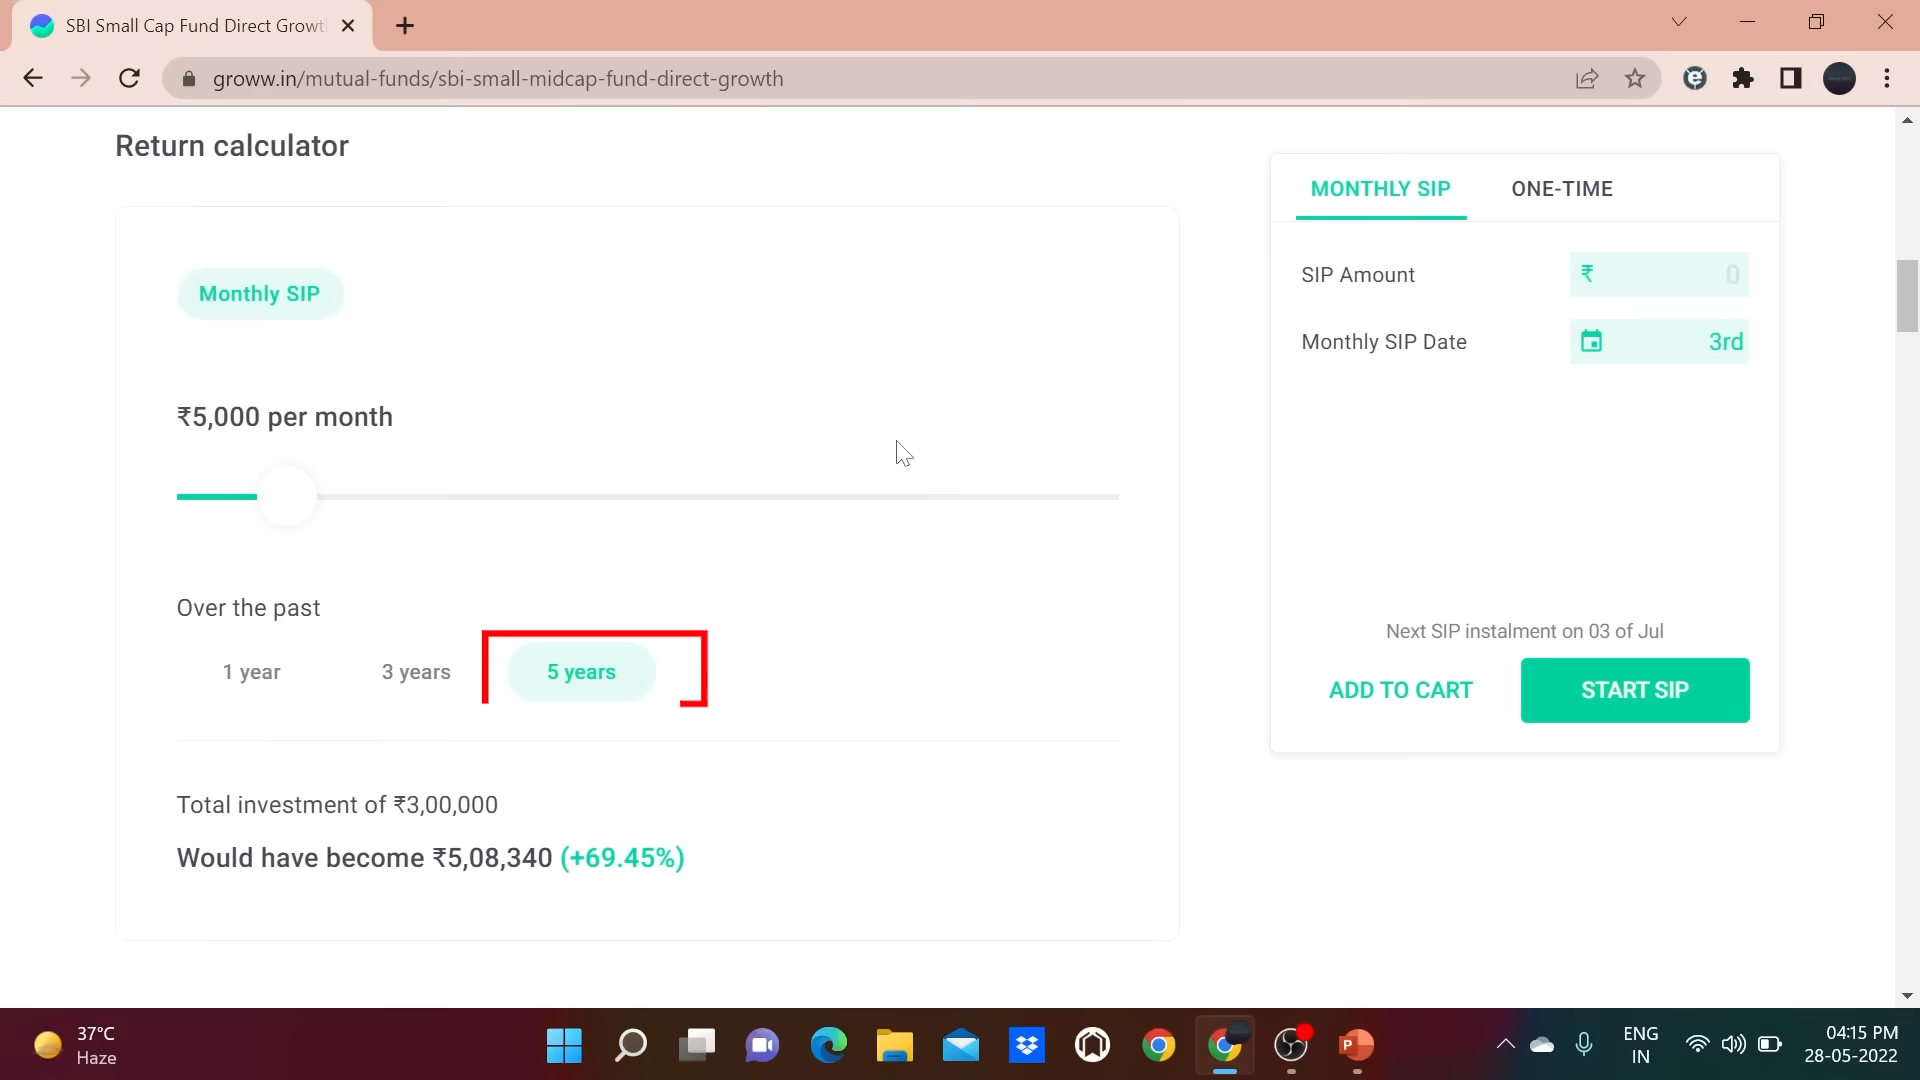 SBI Small Cap Fund Direct Growt
groww.in/mutual-funds/sbi-small-midcap-fund-direct-growth
Return calculator
Monthly SIP
₹5,000 per month
Over the past
1 year 3 years 5 years
Total investment of ₹3,00,000
Would have become ₹5,08,340 (+69.45%)
MONTHLY SIP ONE-TIME
SIP Amount ₹ 0
Monthly SIP Date 3rd
Next SIP instalment on 03 of Jul
ADD TO CART START SIP
37°C
Haze
ENG
IN
04:15 PM
28-05-2022